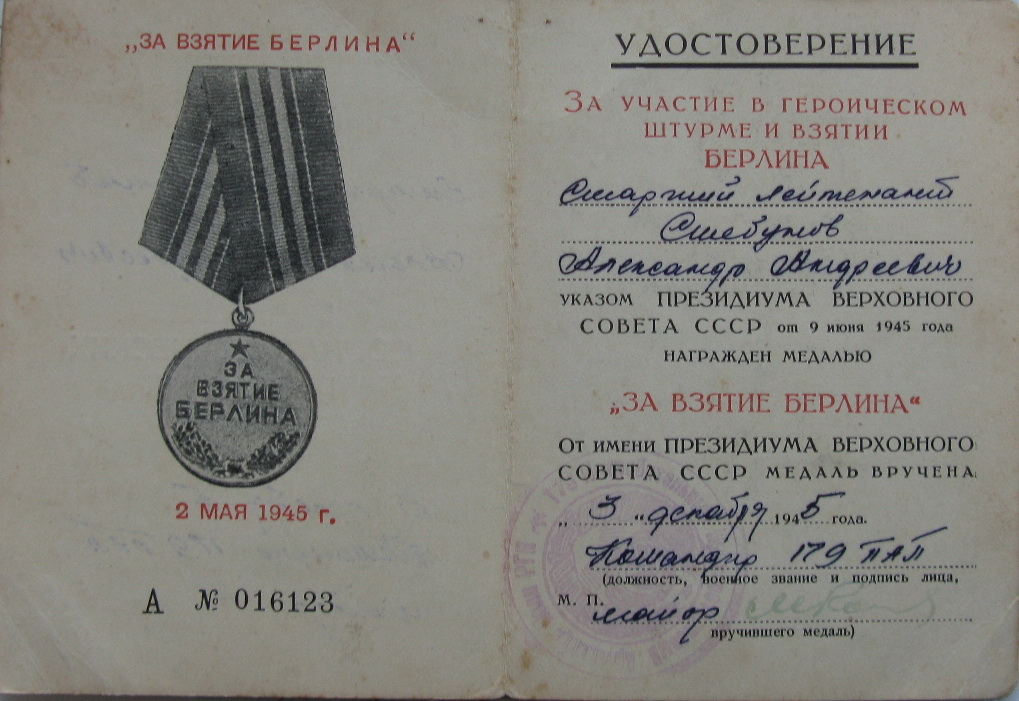 „ЗА ВЗЯТИЕ БЕРЛИНА“
ЗА
ВЗЯТИЕ
БЕРЛИНА
2 МАЯ 1945 г.
А № 016123
УДОСТОВЕРЕНИЕ
ЗА УЧАСТИЕ В ГЕРОИЧЕСКОМ
ШТУРМЕ И ВЗЯТИИ
БЕРЛИНА
Старший лейтенант
Александр Андреевич
УКАЗОМ ПРЕЗИДИУМА ВЕРХОВНОГО
СОВЕТА СССР от 9 июня 1945 года
НАГРАЖДЕН МЕДАЛЬЮ
„ЗА ВЗЯТИЕ БЕРЛИНА“
ОТ ИМЕНИ ПРЕЗИДИУМА ВЕРХОВНОГО
СОВЕТА СССР МЕДАЛЬ ВРУЧЕНА
„3“ декабря 1945 года.
Командир 179 ПАП
(должность, военное звание и подпись лица,
М. П.
майор
вручившего медаль)